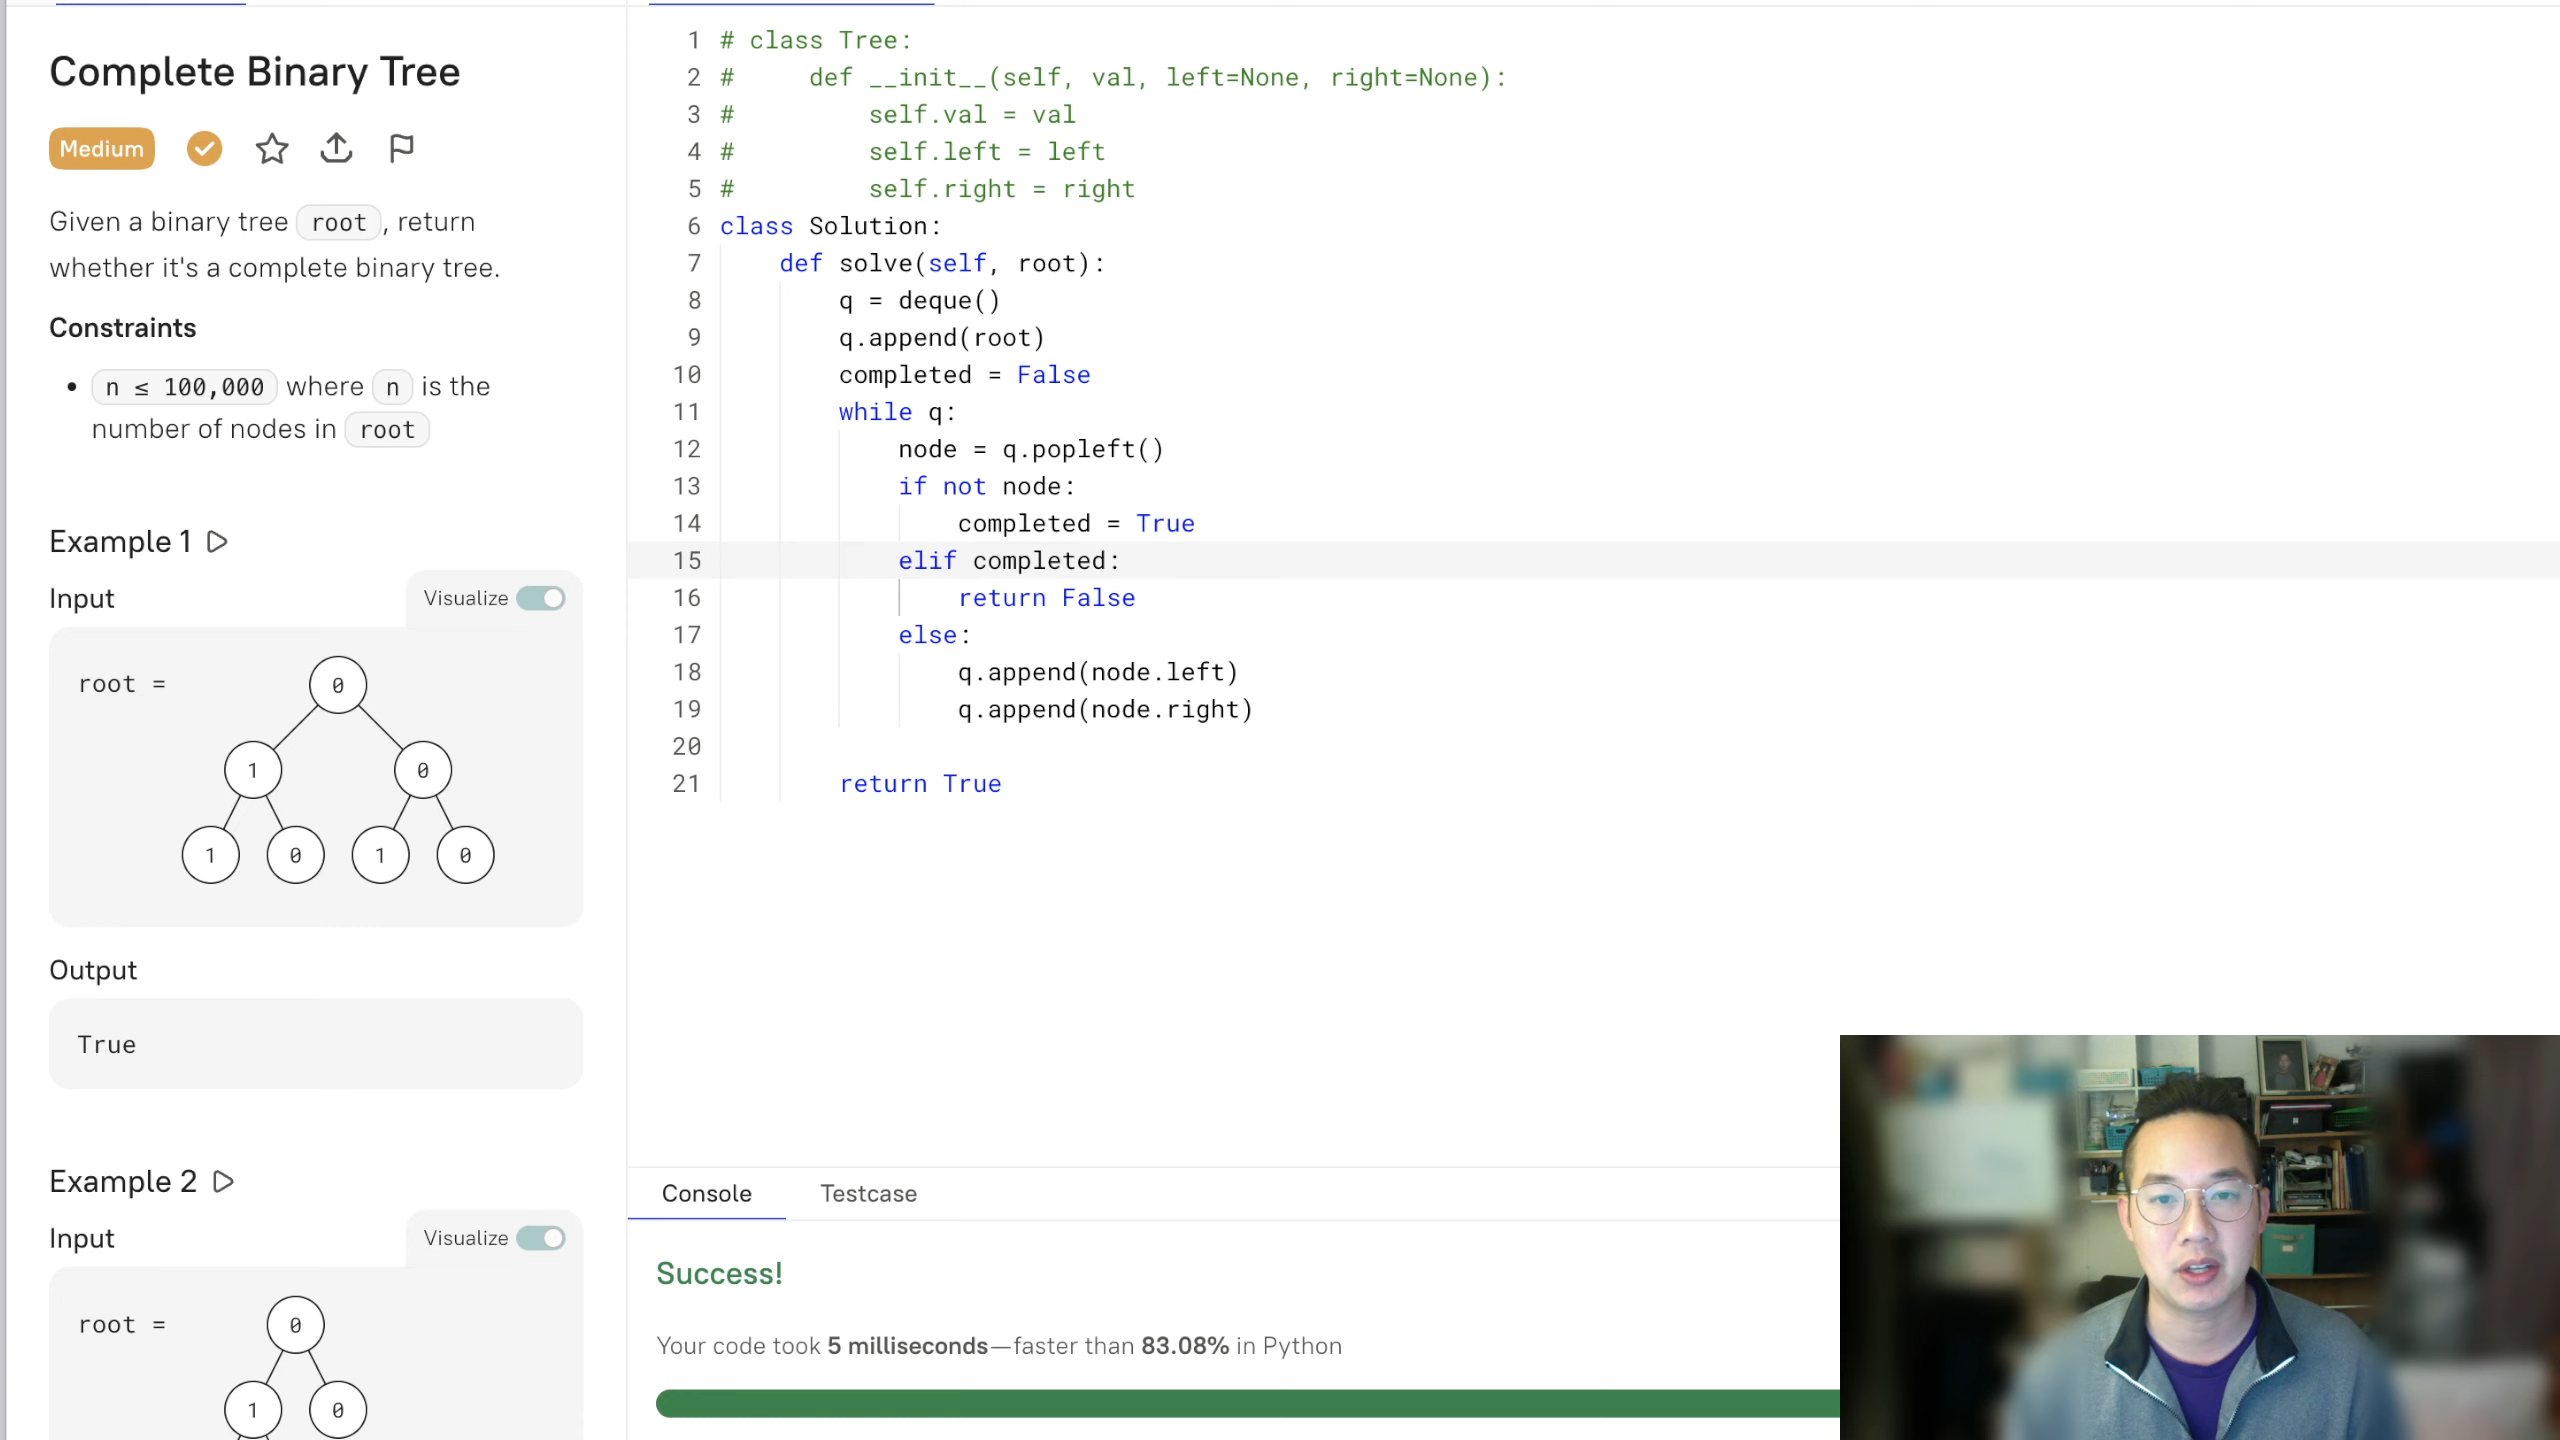 Complete Binary Tree
Medium
Given a binary tree root, return
whether it's a complete binary tree.
Constraints
• n ≤ 100,000 where n is the
number of nodes in root
Example 1
Input
Visualize
root =
0
1 0
1 0 1 0
Output
True
Example 2
Input
Visualize
root =
0
1 0
1 # class Tree:
2 #     def __init__(self, val, left=None, right=None):
3 #         self.val = val
4 #         self.left = left
5 #         self.right = right
6 class Solution:
7     def solve(self, root):
8         q = deque()
9         q.append(root)
10         completed = False
11         while q:
12             node = q.popleft()
13             if not node:
14                 completed = True
15             elif completed:
16                 return False
17             else:
18                 q.append(node.left)
19                 q.append(node.right)
20
21         return True
Console Testcase
Success!
Your code took 5 milliseconds—faster than 83.08% in Python